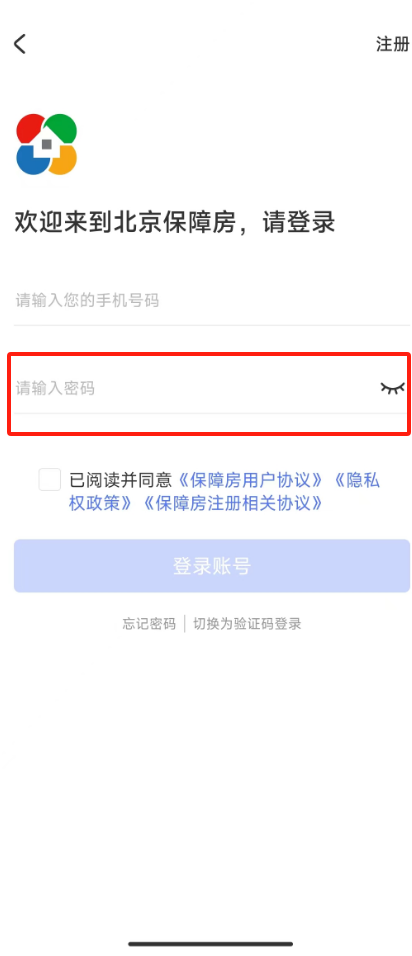 注册
欢迎来到北京保障房，请登录
请输入您的手机号码
请输入密码
已阅读并同意《保障房用户协议》《隐私
权政策》《保障房注册相关协议》
登录账号
忘记密码 | 切换为验证码登录